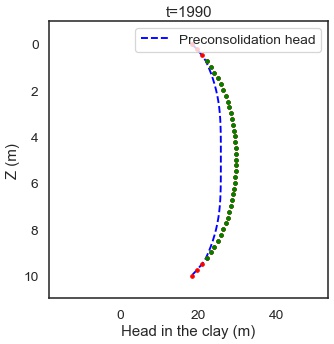 t=1990
Preconsolidation head
0
2
4
6
8
10
Z (m)
0
20
40
Head in the clay (m)